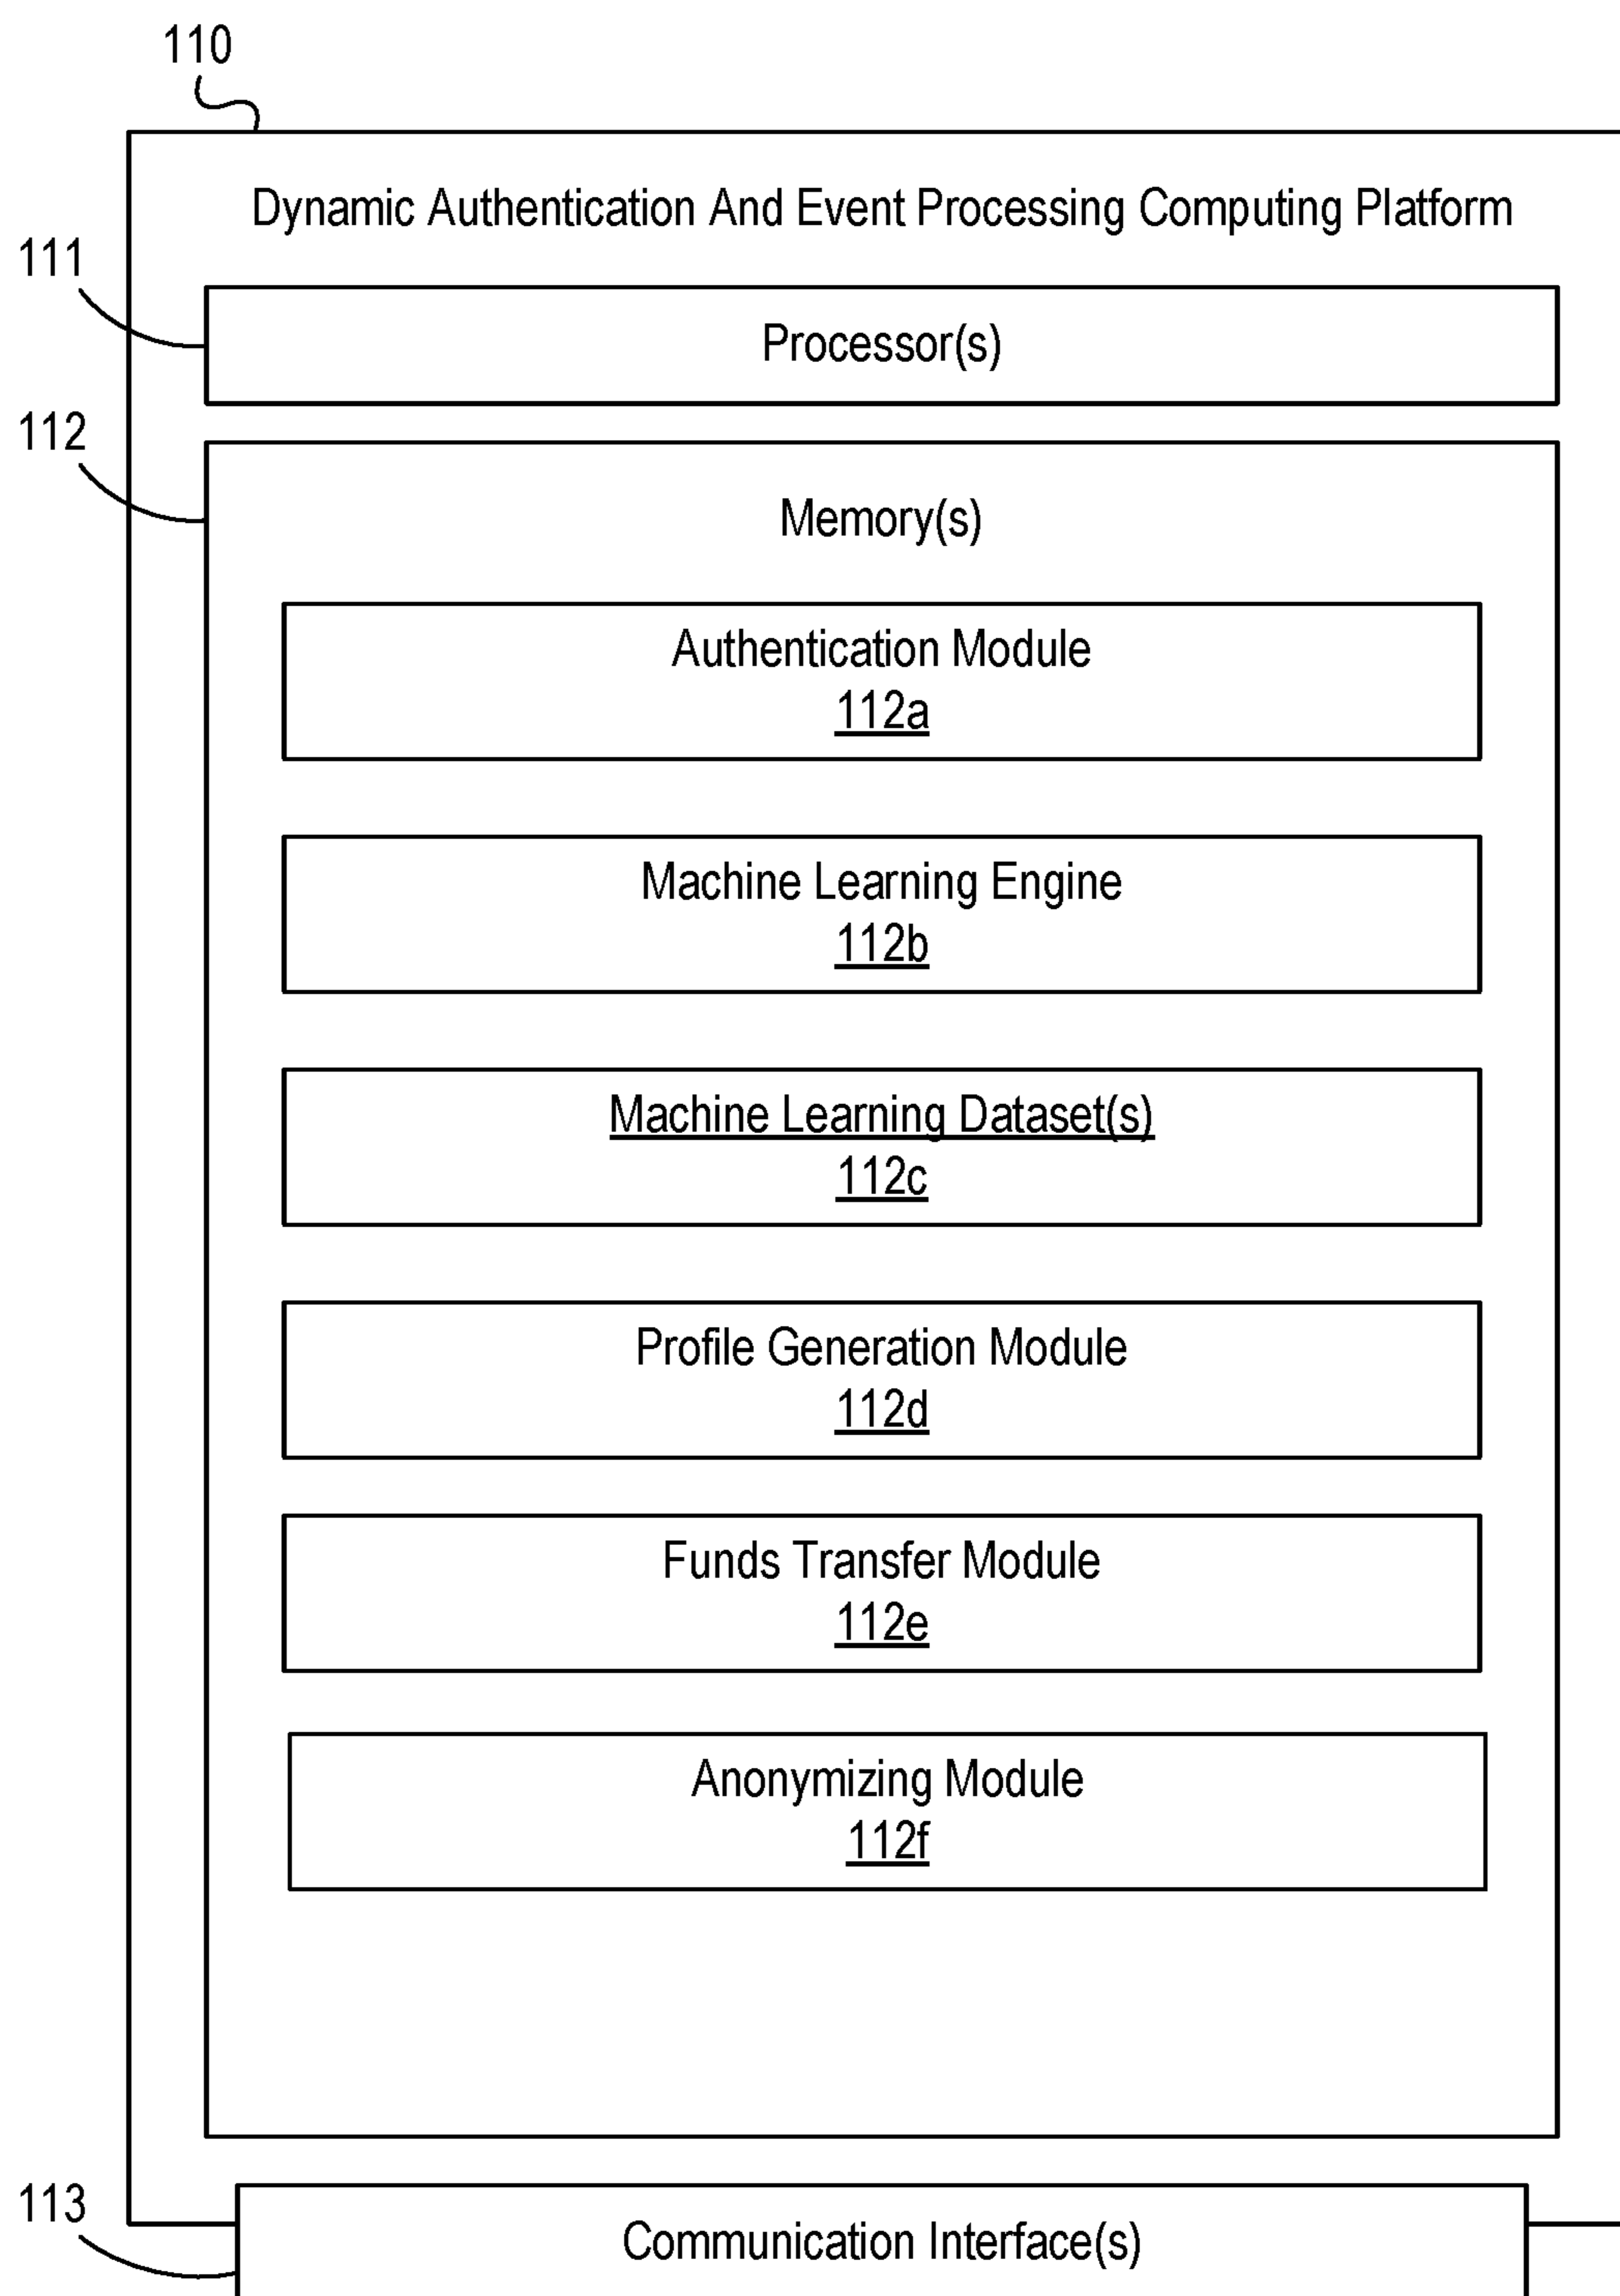 110
Dynamic Authentication And Event Processing Computing Platform
111
Processor(s)
112
Memory(s)
Authentication Module
112a
Machine Learning Engine
112b
Machine Learning Dataset(s)
112c
Profile Generation Module
112d
Funds Transfer Module
112e
Anonymizing Module
112f
113
Communication Interface(s)